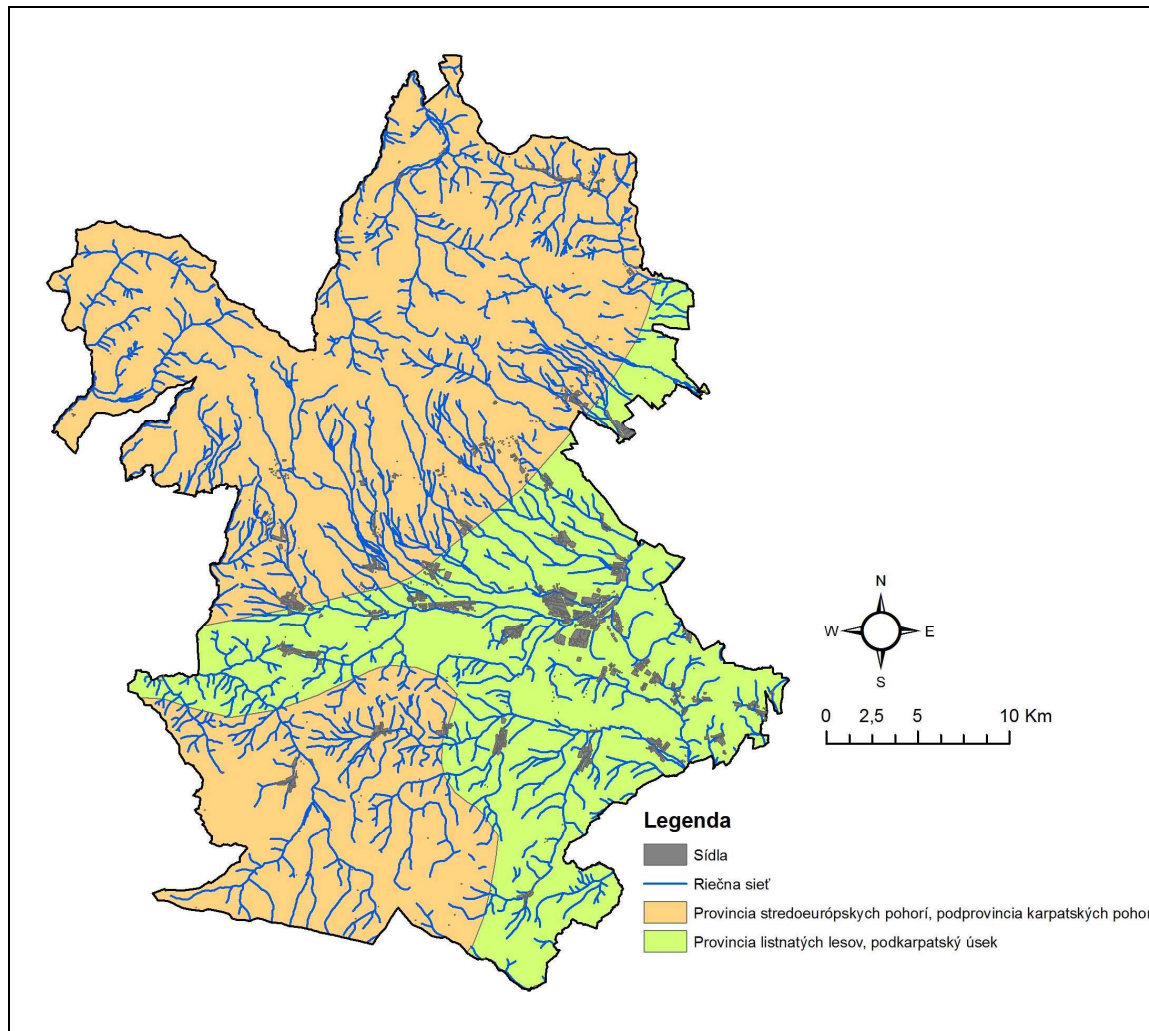 N
W E
S
0 2,5 5 10 Km
Legenda
Sídla
Riečna sieť
Provincia stredoeurópskych pohorí, podprovincia karpatských pohor
Provincia listnatých lesov, podkarpatský úsek